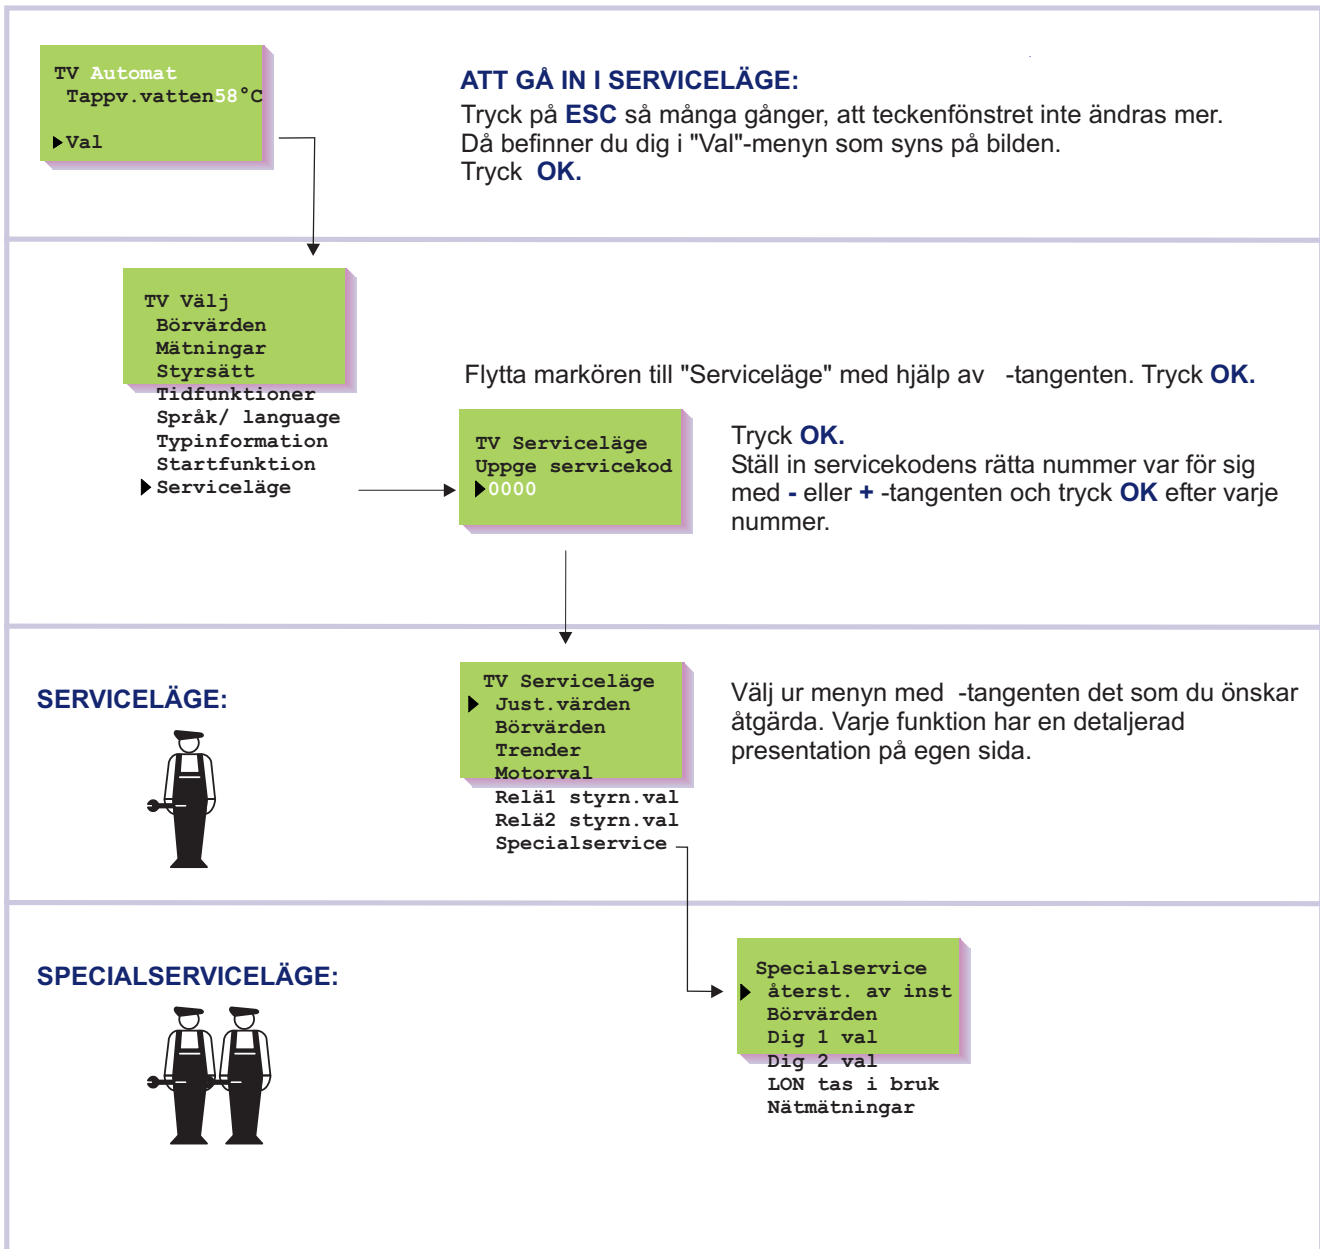 TV Automat
Tappv.vatten58°C
▶Val
ATT GÅ IN I SERVICELÄGE:
Tryck på ESC så många gånger, att teckenfönstret inte ändras mer.
Då befinner du dig i "Val"-menyn som syns på bilden.
Tryck OK.
TV Välj
Börvärden
Mätningar
Styrsätt
Tidfunktioner
Språk/ language
Typinformation
Startfunktion
▶Serviceläge
Flytta markören till "Serviceläge" med hjälp av -tangenten. Tryck OK.
TV Serviceläge
Uppge servicekod
▶0000
Tryck OK.
Ställ in servicekodens rätta nummer var för sig
med - eller + -tangenten och tryck OK efter varje
nummer.
SERVICELÄGE:
TV Serviceläge
▶ Just.värden
Börvärden
Trender
Motorval
Relä1 styrn.val
Relä2 styrn.val
Specialservice
Välj ur menyn med -tangenten det som du önskar
åtgärda. Varje funktion har en detaljerad
presentation på egen sida.
SPECIALSERVICELÄGE:
Specialservice
▶ återst. av inst
Börvärden
Dig 1 val
Dig 2 val
LON tas i bruk
Nätmätningar